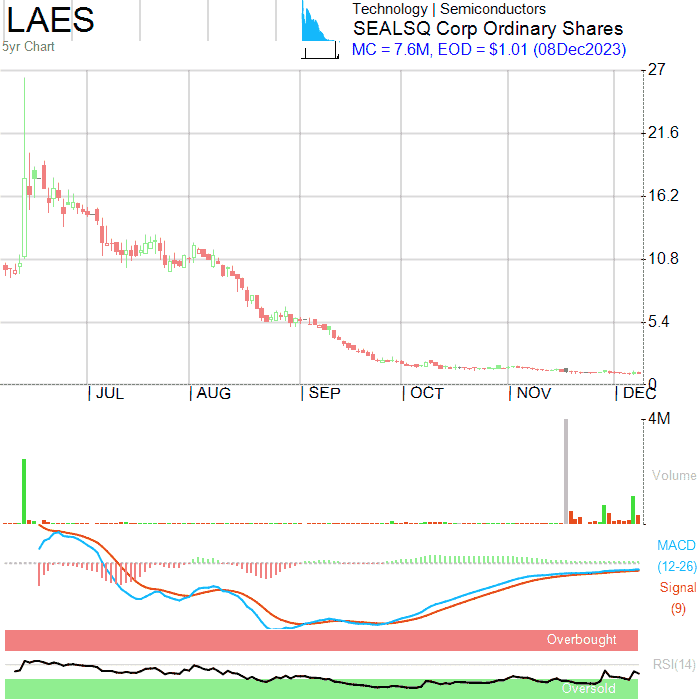 LAES
5yr Chart
Technology | Semiconductors
SEALSQ Corp Ordinary Shares
MC = 7.6M, EOD = $1.01 (08Dec2023)
27
21.6
16.2
10.8
5.4
0
JUL
AUG
SEP
OCT
NOV
DEC
4M
Volume
MACD
(12-26)
Signal
(9)
Overbought
RSI(14)
Oversold